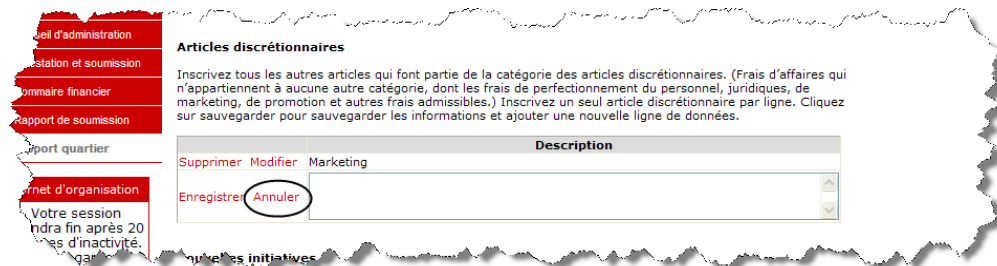 seil d'administration
station et soumission
ommaire financier
Rapport de soumission
port quartier
rnet d'organisation
Votre session
ndra fin après 20
es d'inactivité.
Articles discrétionnaires
Inscrivez tous les autres articles qui font partie de la catégorie des articles discrétionnaires. (Frais d'affaires qui
n'appartiennent à aucune autre catégorie, dont les frais de perfectionnement du personnel, juridiques, de
marketing, de promotion et autres frais admissibles.) Inscrivez un seul article discrétionnaire par ligne. Cliquez
sur sauvegarder pour sauvegarder les informations et ajouter une nouvelle ligne de données.
Description
Supprimer Modifier Marketing
Enregistrer Annuler
Nouvelles initiatives